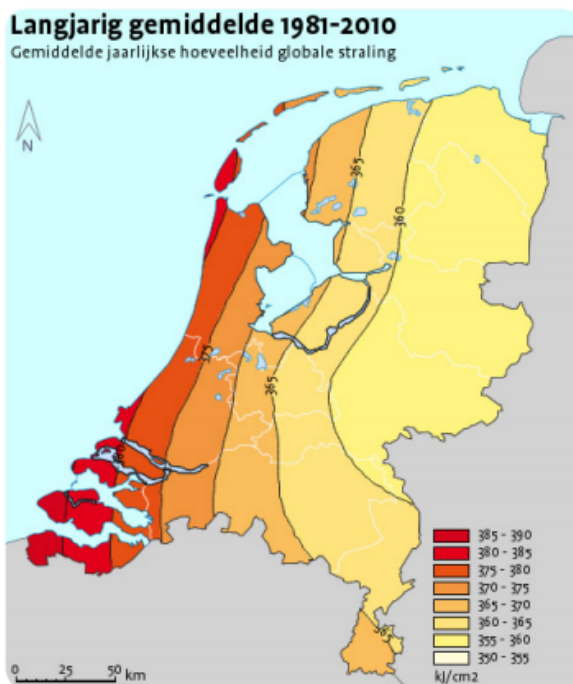 Langjarig gemiddelde 1981-2010
Gemiddelde jaarlijkse hoeveelheid globale straling
N
365
360
375
365
385 - 390
380 - 385
375 - 380
370 - 375
365 - 370
360 - 365
355 - 360
350 - 355
kJ/cm2
0 25 50 km